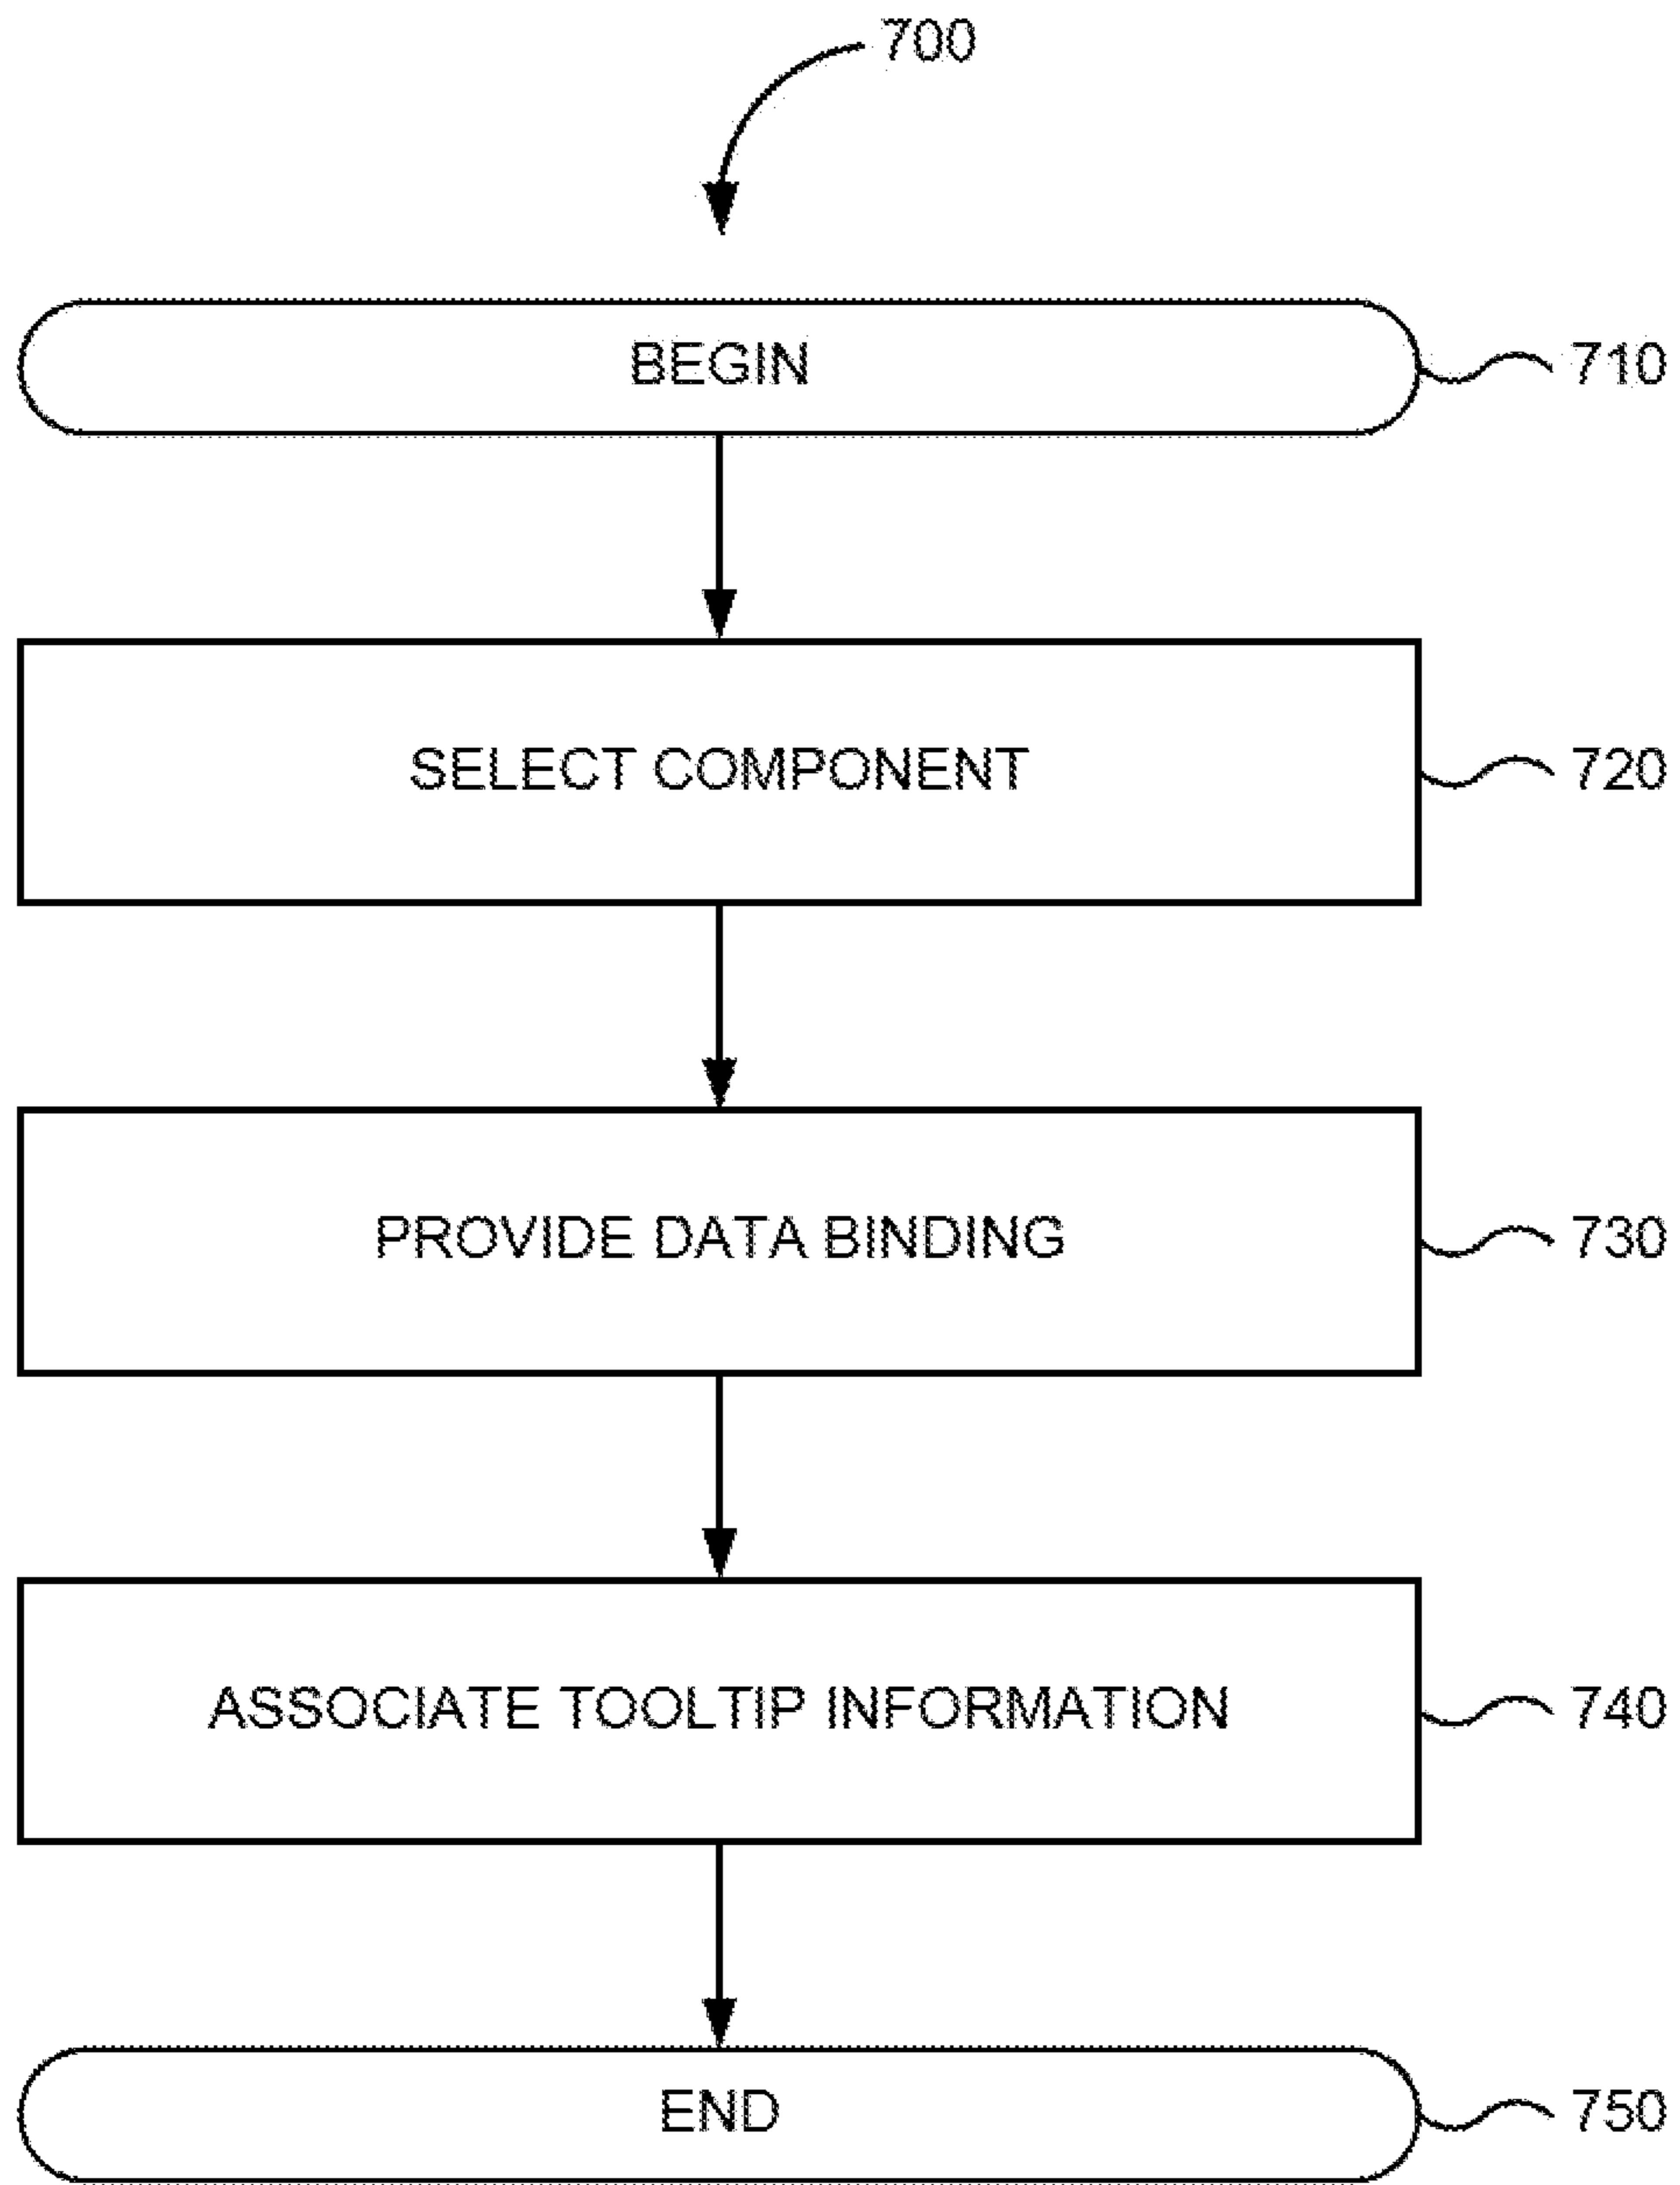 700
BEGIN
710
SELECT COMPONENT
720
PROVIDE DATA BINDING
730
ASSOCIATE TOOLTIP INFORMATION
740
END
750